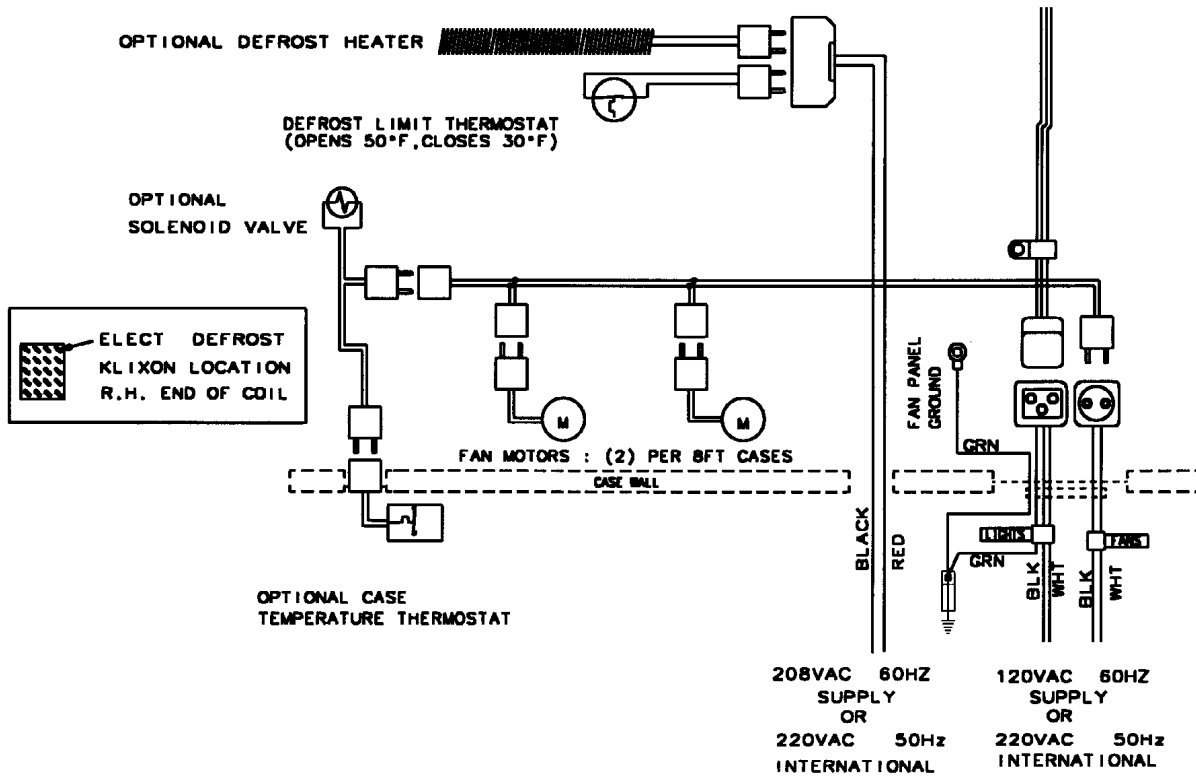 OPTIONAL DEFROST HEATER
DEFROST LIMIT THERMOSTAT
(OPENS 50°F,CLOSES 30°F)
OPTIONAL
SOLENOID VALVE
ELECT DEFROST
KLIXON LOCATION
R.H. END OF COIL
FAN PANEL
GROUND
M
M
GRN
FAN MOTORS : (2) PER 8FT CASES
CASE WALL
BLACK
RED
LIGHTS
FANS
GRN
BLK
WHT
BLK
WHT
OPTIONAL CASE
TEMPERATURE THERMOSTAT
208VAC 60HZ
SUPPLY
OR
220VAC 50Hz
INTERNATIONAL
120VAC 60HZ
SUPPLY
OR
220VAC 50Hz
INTERNATIONAL